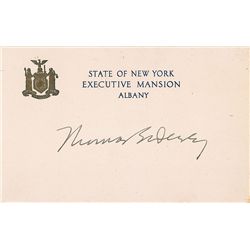 STATE OF NEW YORK
EXECUTIVE MANSION
ALBANY
Thomas E Dewey